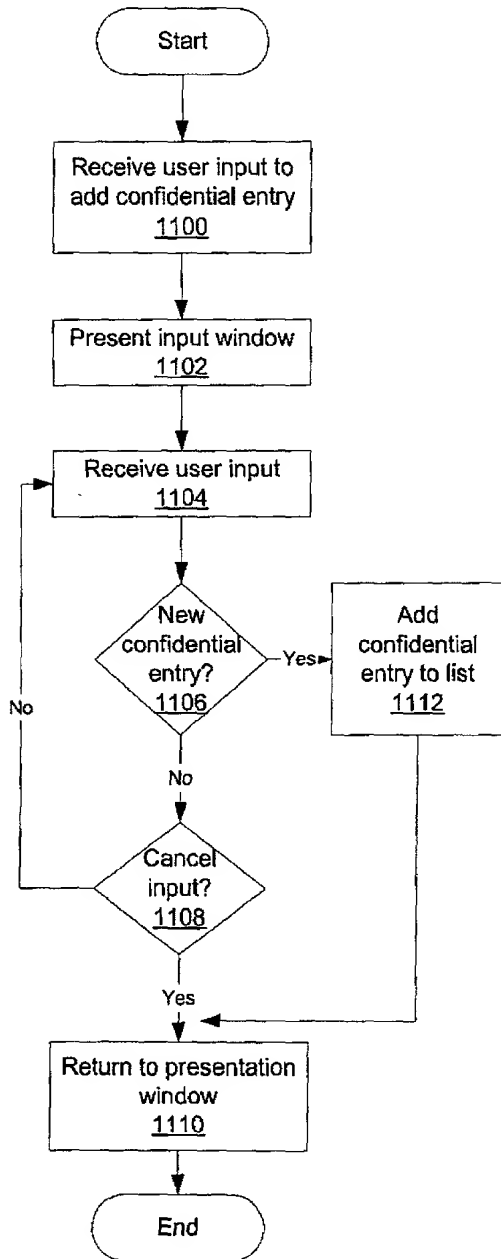 Start
Receive user input to
add confidential entry
1100
Present input window
1102
Receive user input
1104
New
confidential
entry?
1106
Yes
Add
confidential
entry to list
1112
No
No
Cancel
input?
1108
Yes
Return to presentation
window
1110
End